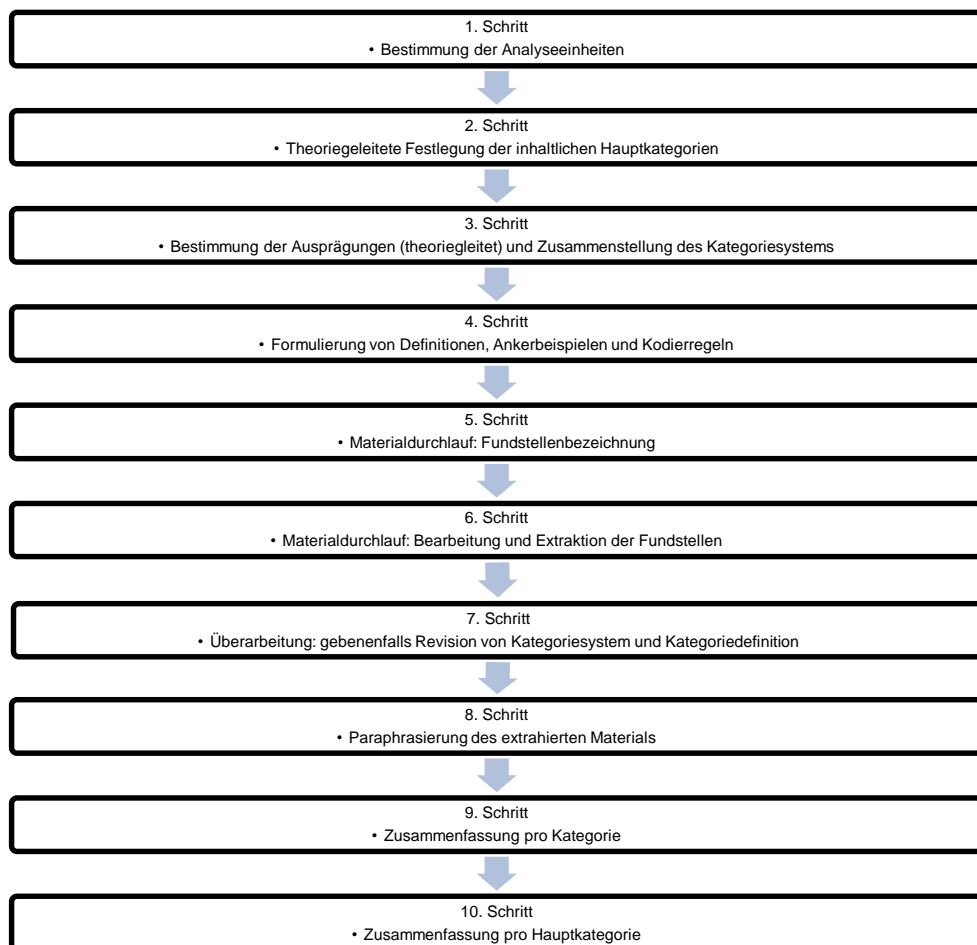 1. Schritt
• Bestimmung der Analyseeinheiten
2. Schritt
• Theoriegeleitete Festlegung der inhaltlichen Hauptkategorien
3. Schritt
• Bestimmung der Ausprägungen (theoriegleitet) und Zusammenstellung des Kategoriesystems
4. Schritt
• Formulierung von Definitionen, Ankerbeispielen und Kodierregeln
5. Schritt
• Materialdurchlauf: Fundstellenbezeichnung
6. Schritt
• Materialdurchlauf: Bearbeitung und Extraktion der Fundstellen
7. Schritt
• Überarbeitung: gebenenfalls Revision von Kategoriesystem und Kategoriedefinition
8. Schritt
• Paraphrasierung des extrahierten Materials
9. Schritt
• Zusammenfassung pro Kategorie
10. Schritt
• Zusammenfassung pro Hauptkategorie